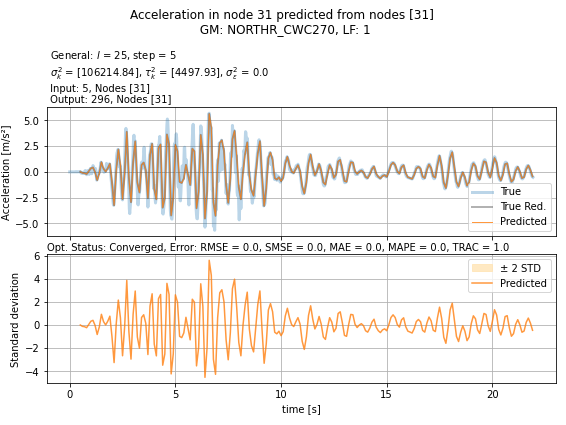 Acceleration in node 31 predicted from nodes [31]
GM: NORTHR_CWC270, LF: 1
General: l = 25, step = 5
σ²ₖ = [106214.84], τ²ₖ = [4497.93], σ²ε = 0.0
Input: 5, Nodes [31]
Output: 296, Nodes [31]
Acceleration [m/s²]
5.0
2.5
0.0
−2.5
−5.0
True
True Red.
Predicted
Opt. Status: Converged, Error: RMSE = 0.0, SMSE = 0.0, MAE = 0.0, MAPE = 0.0, TRAC = 1.0
Standard deviation
6
4
2
0
−2
−4
± 2 STD
Predicted
0 5 10 15 20
time [s]